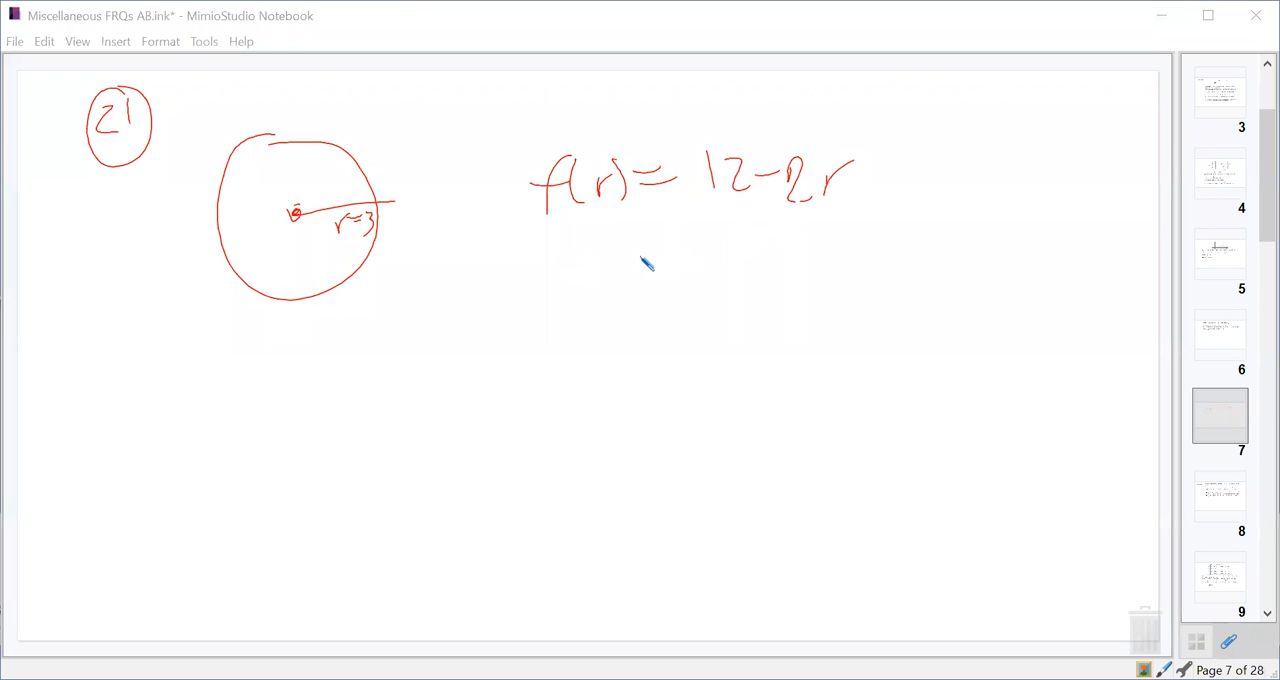 Miscellaneous FRQs AB.ink* - MimioStudio Notebook
File Edit View Insert Format Tools Help
21
r=3
f(r)=12-2r
3
4
5
6
7
8
9
Page 7 of 28